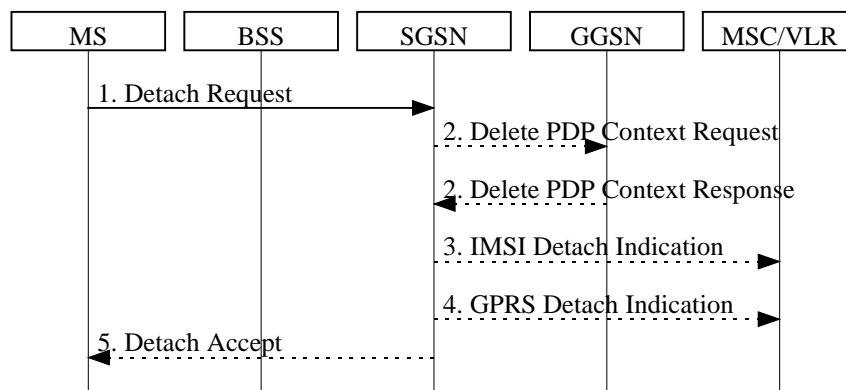 MS BSS SGSN GGSN MSC/VLR
1. Detach Request
2. Delete PDP Context Request
2. Delete PDP Context Response
3. IMSI Detach Indication
4. GPRS Detach Indication
5. Detach Accept